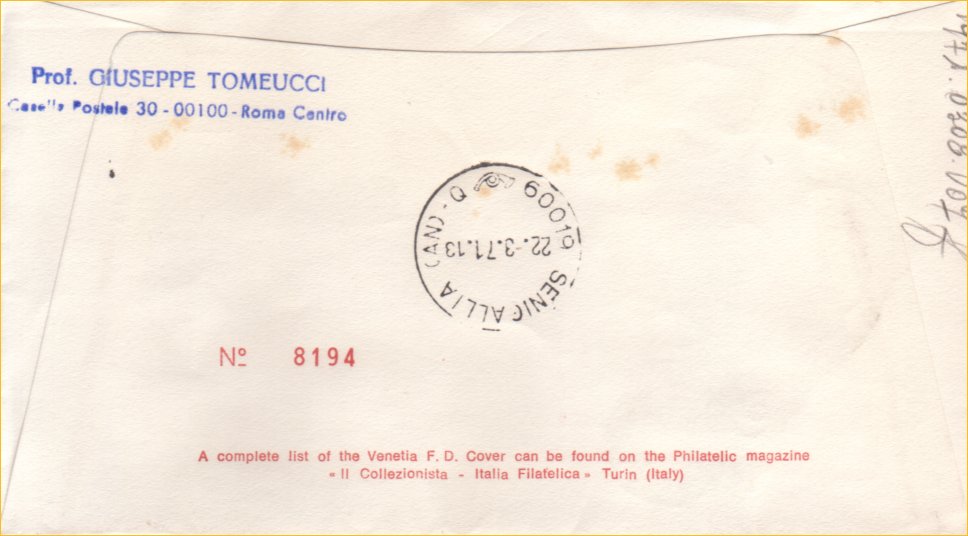 Prof. GIUSEPPE TOMEUCCI
Casella Postale 30 - 00100 - Roma Centro
60019 SENIGALLIA (AN) - Q
22.-3.71.13
Nº 8194
A complete list of the Venetia F. D. Cover can be found on the Philatelic magazine
« Il Collezionista - Italia Filatelica » Turin (Italy)